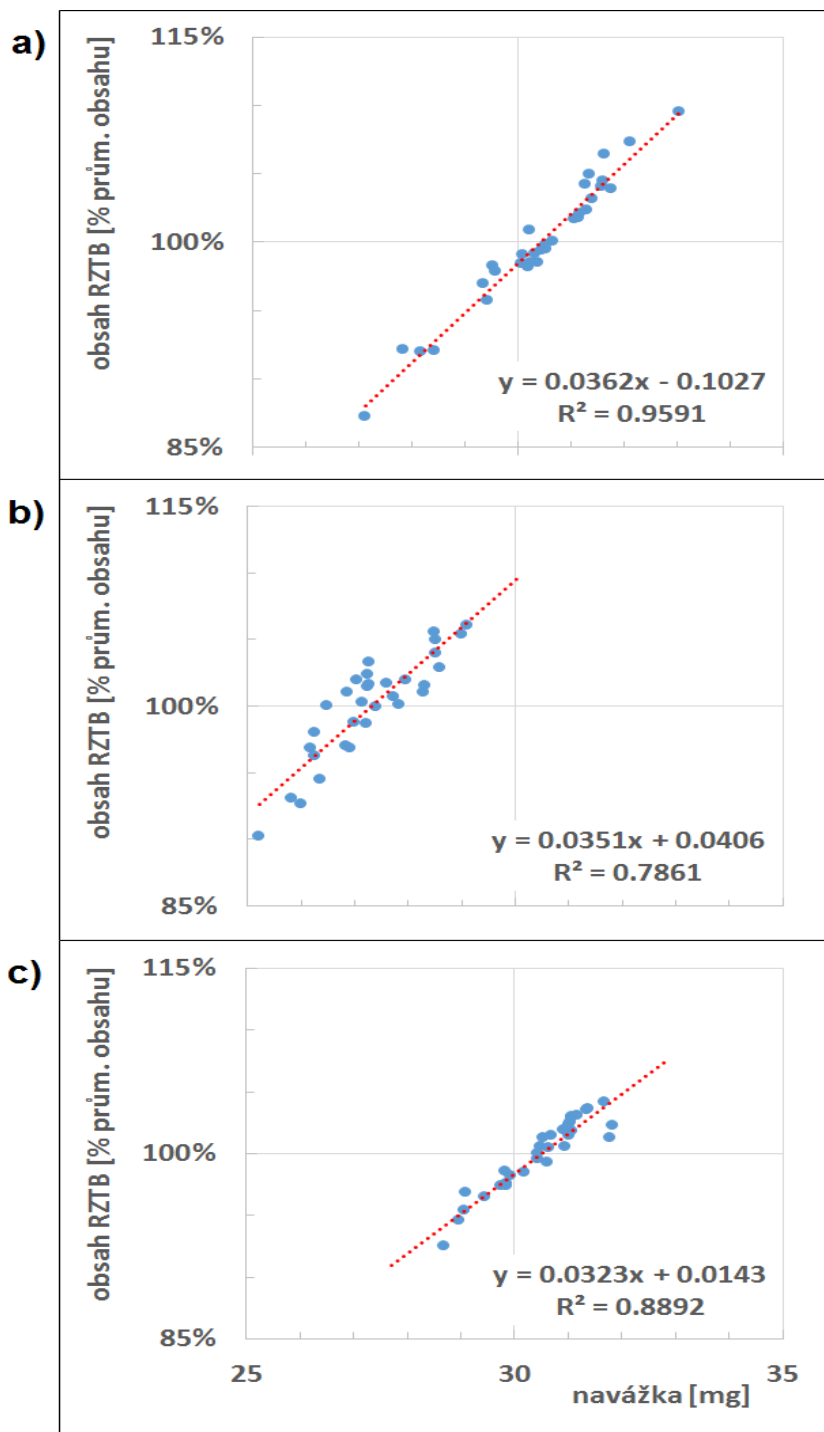 a)
obsah RZTB [% prům. obsahu]
115%
100%
85%
y = 0.0362x - 0.1027
R² = 0.9591
b)
obsah RZTB [% prům. obsahu]
115%
100%
85%
y = 0.0351x + 0.0406
R² = 0.7861
c)
obsah RZTB [% prům. obsahu]
115%
100%
85%
y = 0.0323x + 0.0143
R² = 0.8892
25
30
35
navážka [mg]